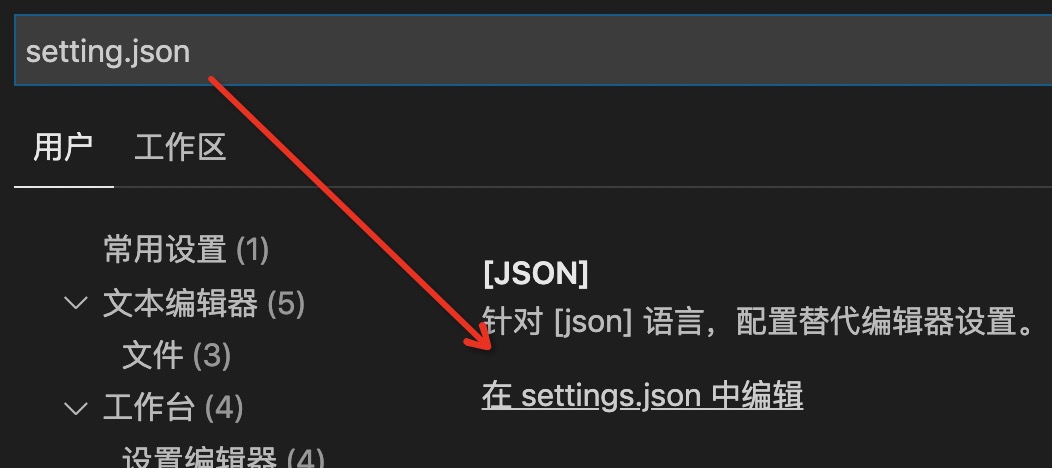 setting.json
用户 工作区
常用设置 (1)
文本编辑器 (5)
文件 (3)
工作台 (4)
设置编辑器 (4)
[JSON]
针对 [json] 语言，配置替代编辑器设置。
在 settings.json 中编辑